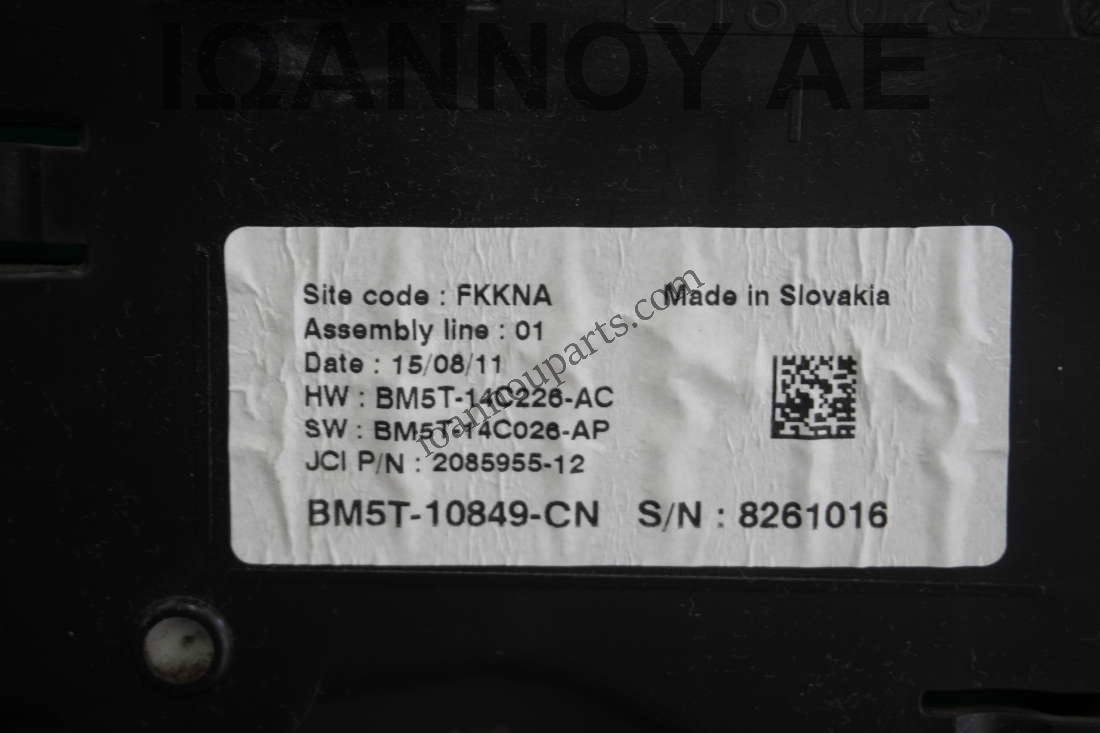 ΙΩΑΝΝΟΥ ΑΕ
Site code : FKKNA Made in Slovakia
Assembly line : 01
Date : 15/08/11
HW : BM5T-14C226-AC
SW : BM5T-14C026-AP
JCI P/N : 2085955-12
BM5T-10849-CN S/N : 8261016
ioannouparts.com